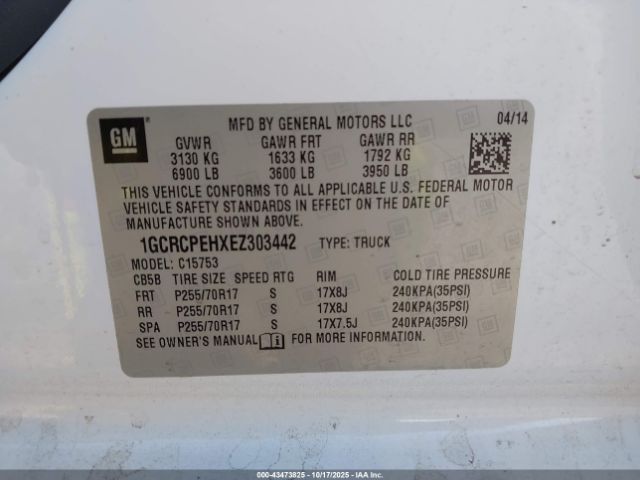 GM
MFD BY GENERAL MOTORS LLC 04/14
GVWR GAWR FRT GAWR RR
3130 KG 1633 KG 1792 KG
6900 LB 3600 LB 3950 LB
THIS VEHICLE CONFORMS TO ALL APPLICABLE U.S. FEDERAL MOTOR
VEHICLE SAFETY STANDARDS IN EFFECT ON THE DATE OF
MANUFACTURE SHOWN ABOVE.
1GCRCPEHXEZ303442 TYPE: TRUCK
MODEL: C15753
CB5B TIRE SIZE SPEED RTG RIM COLD TIRE PRESSURE
FRT P255/70R17 S 17X8J 240KPA(35PSI)
RR P255/70R17 S 17X8J 240KPA(35PSI)
SPA P255/70R17 S 17X7.5J 240KPA(35PSI)
SEE OWNER'S MANUAL i FOR MORE INFORMATION.
000-43473825 - 10/17/2025 - IAAI.COM